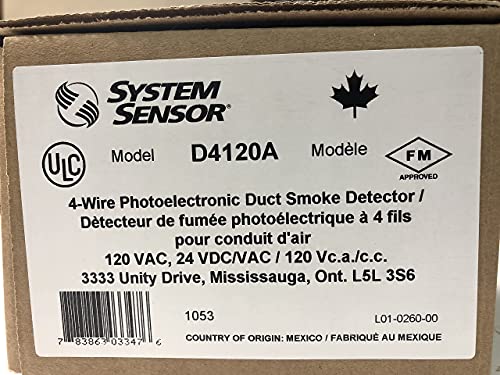 SYSTEM
SENSOR®
ULC
Model D4120A Modèle
FM
APPROVED
4-Wire Photoelectronic Duct Smoke Detector /
Dètecteur de fumée photoélectrique à 4 fils
pour conduit d'air
120 VAC, 24 VDC/VAC / 120 Vc.a./c.c.
3333 Unity Drive, Mississauga, Ont. L5L 3S6
1053
L01-0260-00
7 83863 03347 6
COUNTRY OF ORIGIN: MEXICO / FABRIQUÉ AU MEXIQUE